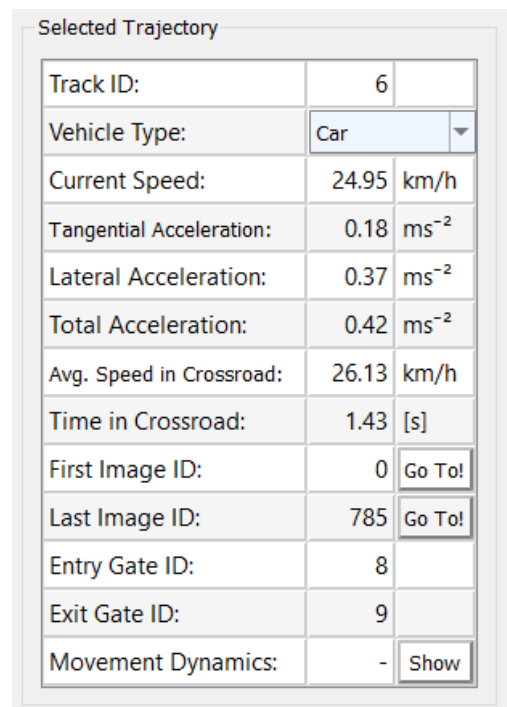 Selected Trajectory
Track ID: 6
Vehicle Type: Car
Current Speed: 24.95 km/h
Tangential Acceleration: 0.18 ms⁻²
Lateral Acceleration: 0.37 ms⁻²
Total Acceleration: 0.42 ms⁻²
Avg. Speed in Crossroad: 26.13 km/h
Time in Crossroad: 1.43 [s]
First Image ID: 0 Go To!
Last Image ID: 785 Go To!
Entry Gate ID: 8
Exit Gate ID: 9
Movement Dynamics: - Show